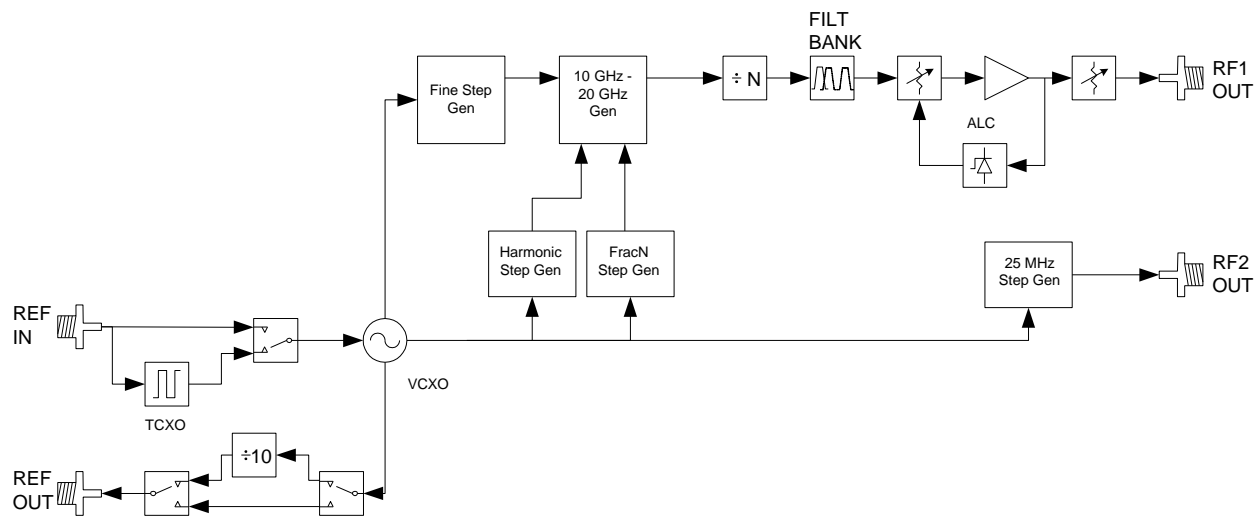 FILT
BANK
Fine Step
Gen
10 GHz -
20 GHz
Gen
÷ N
RF1
OUT
ALC
Harmonic
Step Gen
FracN
Step Gen
25 MHz
Step Gen
RF2
OUT
REF
IN
VCXO
TCXO
÷10
REF
OUT